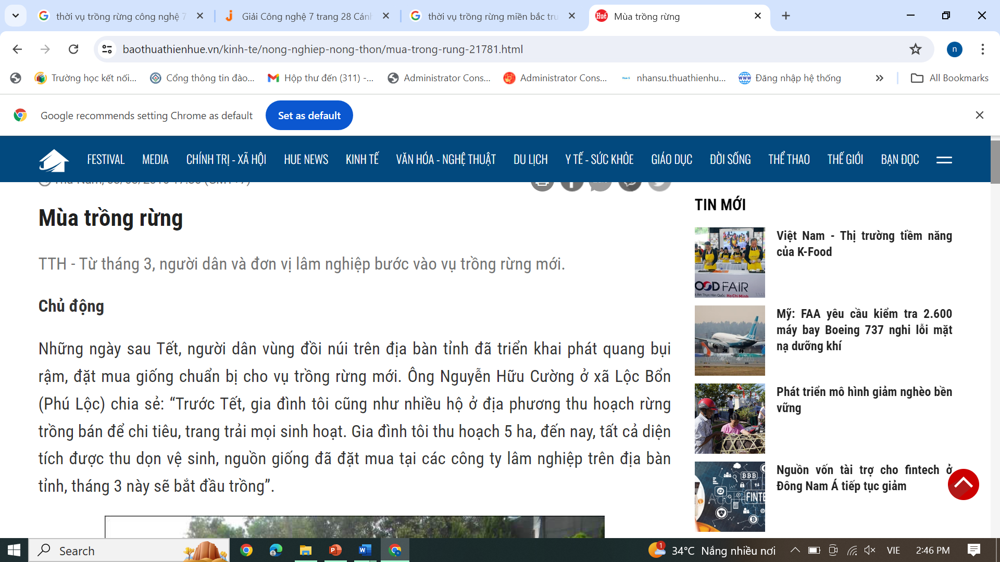 thời vụ trồng rừng công nghệ 7
Giải Công nghệ 7 trang 28 Cánh
thời vụ trồng rừng miền bắc tru
Huế
Mùa trồng rừng
baothuathienhue.vn/kinh-te/nong-nghiep-nong-thon/mua-trong-rung-21781.html
n
Trường học kết nối...
Cổng thông tin đào...
Hộp thư đến (311) -...
Administrator Cons...
Administrator Cons...
nhansu.thuathienhu...
Đăng nhập hệ thống
All Bookmarks
Google recommends setting Chrome as default
Set as default
FESTIVAL
MEDIA
CHÍNH TRỊ - XÃ HỘI
HUE NEWS
KINH TẾ
VĂN HÓA - NGHỆ THUẬT
DU LỊCH
Y TẾ - SỨC KHỎE
GIÁO DỤC
ĐỜI SỐNG
THỂ THAO
THẾ GIỚI
BẠN ĐỌC
Mùa trồng rừng
TTH - Từ tháng 3, người dân và đơn vị lâm nghiệp bước vào vụ trồng rừng mới.
Chủ động
Những ngày sau Tết, người dân vùng đồi núi trên địa bàn tỉnh đã triển khai phát quang bụi
rậm, đặt mua giống chuẩn bị cho vụ trồng rừng mới. Ông Nguyễn Hữu Cường ở xã Lộc Bổn
(Phú Lộc) chia sẻ: “Trước Tết, gia đình tôi cũng như nhiều hộ ở địa phương thu hoạch rừng
trồng bán để chi tiêu, trang trải mọi sinh hoạt. Gia đình tôi thu hoạch 5 ha, đến nay, tất cả diện
tích được thu dọn vệ sinh, nguồn giống đã đặt mua tại các công ty lâm nghiệp trên địa bàn
tỉnh, tháng 3 này sẽ bắt đầu trồng”.
TIN MỚI
Việt Nam - Thị trường tiềm năng
của K-Food
OOD FAIR
Ho Chi Minh
Mỹ: FAA yêu cầu kiểm tra 2.600
máy bay Boeing 737 nghi lỗi mặt
nạ dưỡng khí
Phát triển mô hình giảm nghèo bền
vững
Nguồn vốn tài trợ cho fintech ở
Đông Nam Á tiếp tục giảm
BBB
FINTE
Search
1
34°C Nắng nhiều nơi
VIE
2:46 PM